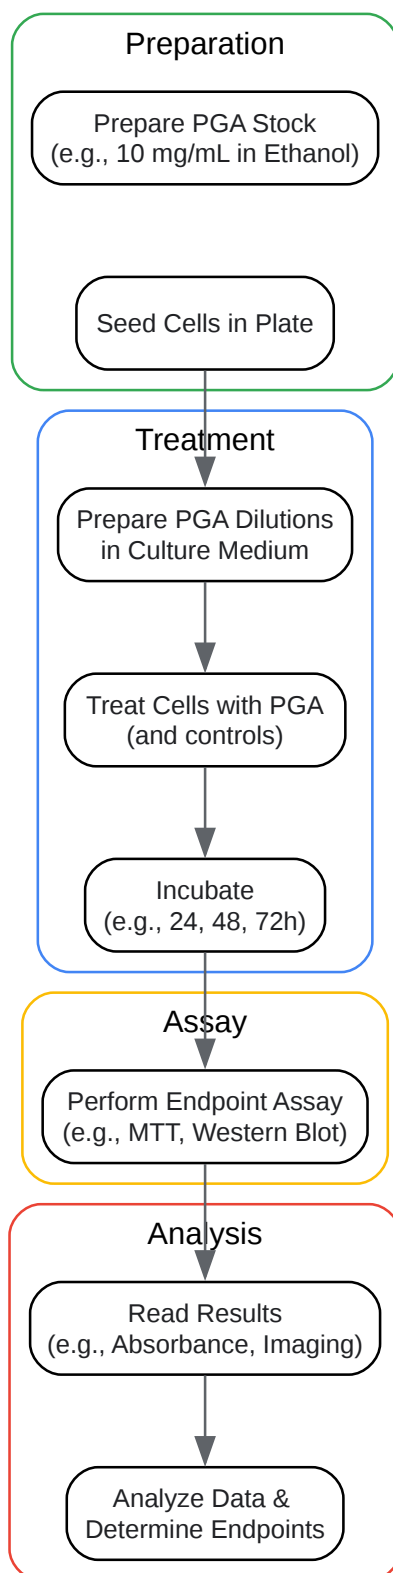 Preparation
Prepare PGA Stock
(e.g., 10 mg/mL in Ethanol)
Seed Cells in Plate
Treatment
Prepare PGA Dilutions
in Culture Medium
Treat Cells with PGA
(and controls)
Incubate
(e.g., 24, 48, 72h)
Assay
Perform Endpoint Assay
(e.g., MTT, Western Blot)
Analysis
Read Results
(e.g., Absorbance, Imaging)
Analyze Data &
Determine Endpoints